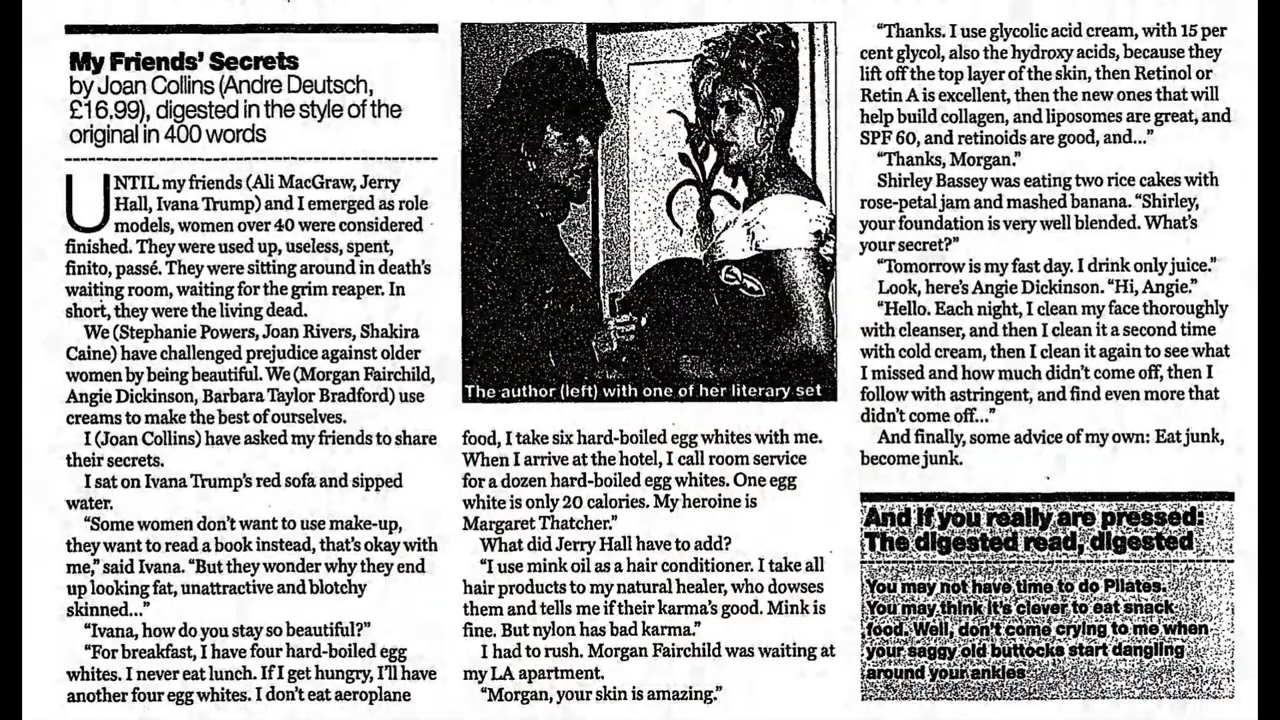 My Friends' Secrets
by Joan Collins (Andre Deutsch,
£16.99), digested in the style of the
original in 400 words
UNTIL my friends (Ali MacGraw, Jerry
Hall, Ivana Trump) and I emerged as role
models, women over 40 were considered
finished. They were used up, useless, spent,
finito, passé. They were sitting around in death's
waiting room, waiting for the grim reaper. In
short, they were the living dead.
We (Stephanie Powers, Joan Rivers, Shakira
Caine) have challenged prejudice against older
women by being beautiful. We (Morgan Fairchild,
Angie Dickinson, Barbara Taylor Bradford) use
creams to make the best of ourselves.
I (Joan Collins) have asked my friends to share
their secrets.
I sat on Ivana Trump's red sofa and sipped
water.
"Some women don't want to use make-up,
they want to read a book instead, that's okay with
me," said Ivana. "But they wonder why they end
up looking fat, unattractive and blotchy
skinned..."
"Ivana, how do you stay so beautiful?"
"For breakfast, I have four hard-boiled egg
whites. I never eat lunch. If I get hungry, I'll have
another four egg whites. I don't eat aeroplane
The author (left) with one of her literary set
food, I take six hard-boiled egg whites with me.
When I arrive at the hotel, I call room service
for a dozen hard-boiled egg whites. One egg
white is only 20 calories. My heroine is
Margaret Thatcher."
What did Jerry Hall have to add?
"I use mink oil as a hair conditioner. I take all
hair products to my natural healer, who dowses
them and tells me if their karma's good. Mink is
fine. But nylon has bad karma."
I had to rush. Morgan Fairchild was waiting at
my LA apartment.
"Morgan, your skin is amazing."
"Thanks. I use glycolic acid cream, with 15 per
cent glycol, also the hydroxy acids, because they
lift off the top layer of the skin, then Retinol or
Retin A is excellent, then the new ones that will
help build collagen, and liposomes are great, and
SPF 60, and retinoids are good, and..."
"Thanks, Morgan."
Shirley Bassey was eating two rice cakes with
rose-petal jam and mashed banana. "Shirley,
your foundation is very well blended. What's
your secret?"
"Tomorrow is my fast day. I drink only juice."
Look, here's Angie Dickinson. "Hi, Angie."
"Hello. Each night, I clean my face thoroughly
with cleanser, and then I clean it a second time
with cold cream, then I clean it again to see what
I missed and how much didn't come off, then I
follow with astringent, and find even more that
didn't come off..."
And finally, some advice of my own: Eat junk,
become junk.
And if you really are pressed:
The digested read, digested
You may not have time to do Pilates.
You may think it's clever to eat snack
food. Well, don't come crying to me when
your saggy old buttocks start dangling
around your ankles